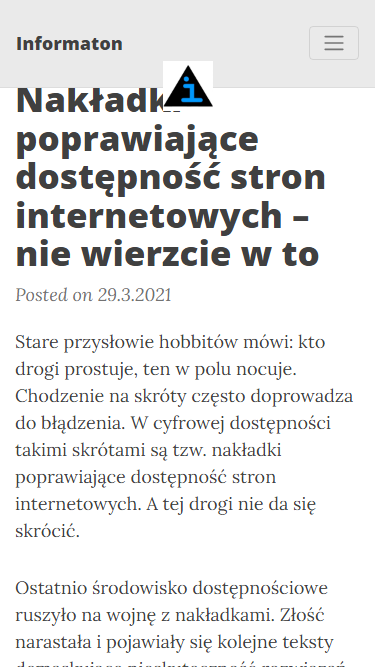 Informaton
Nakładki
poprawiające
dostępność stron
internetowych –
nie wierzcie w to
Posted on 29.3.2021
Stare przysłowie hobbitów mówi: kto
drogi prostuje, ten w polu nocuje.
Chodzenie na skróty często doprowadza
do błądzenia. W cyfrowej dostępności
takimi skrótami są tzw. nakładki
poprawiające dostępność stron
internetowych. A tej drogi nie da się
skrócić.
Ostatnio środowisko dostępnościowe
ruszyło na wojnę z nakładkami. Złość
narastała i pojawiały się kolejne teksty